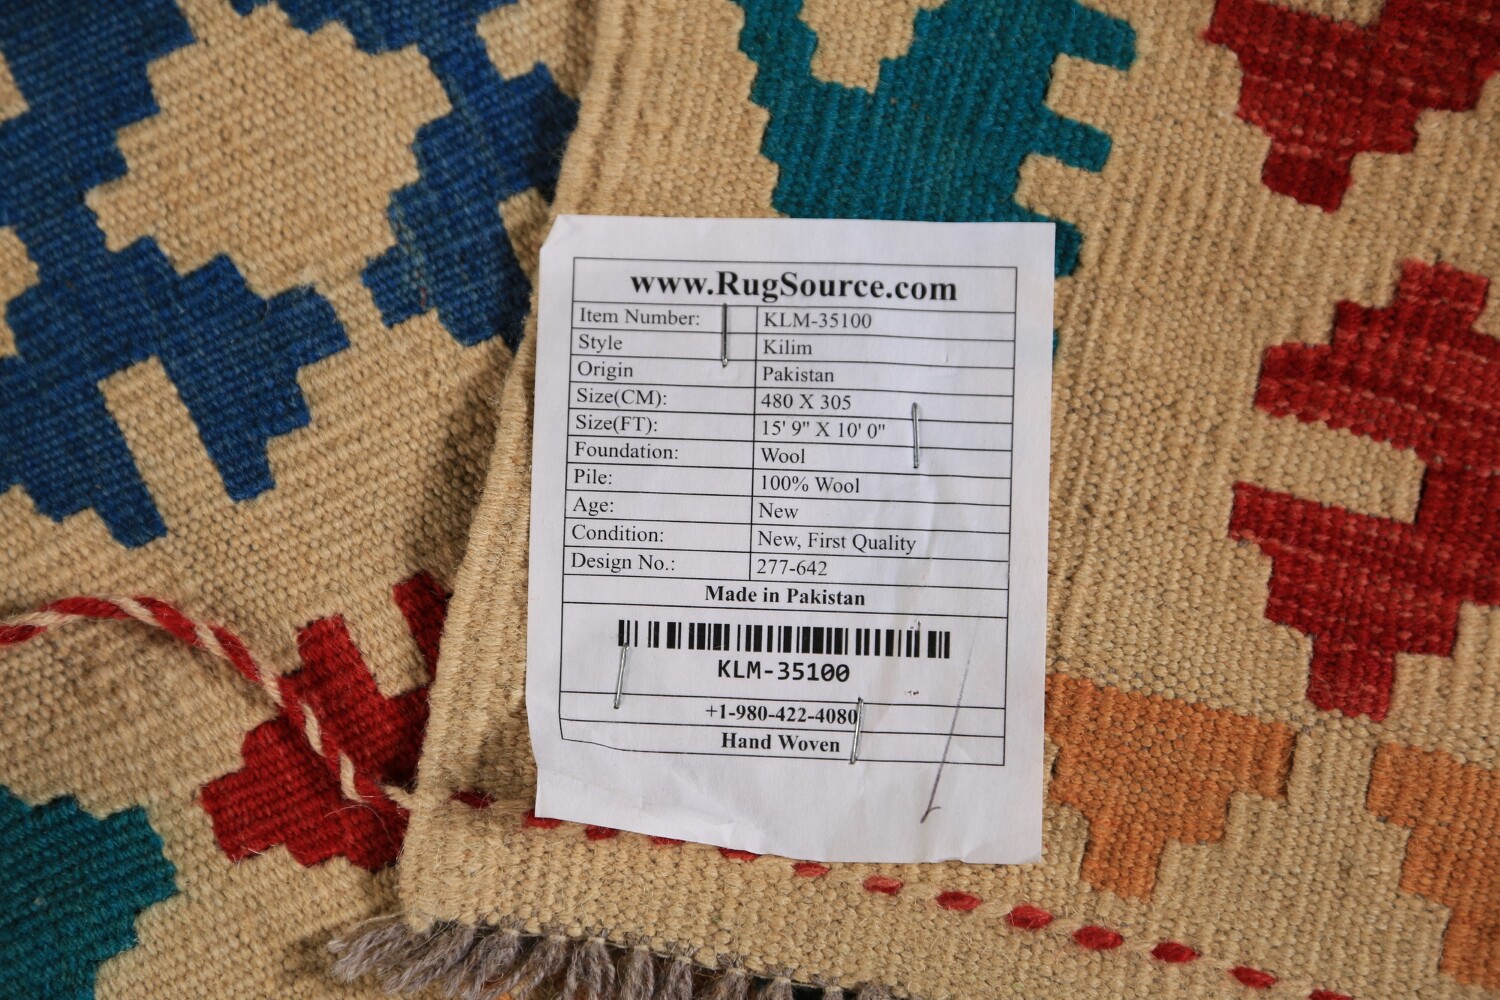 www.RugSource.com
Item Number: KLM-35100
Style Kilim
Origin Pakistan
Size(CM): 480 X 305
Size(FT): 15' 9" X 10' 0"
Foundation: Wool
Pile: 100% Wool
Age: New
Condition: New, First Quality
Design No.: 277-642
Made in Pakistan
KLM-35100
+1-980-422-4080
Hand Woven